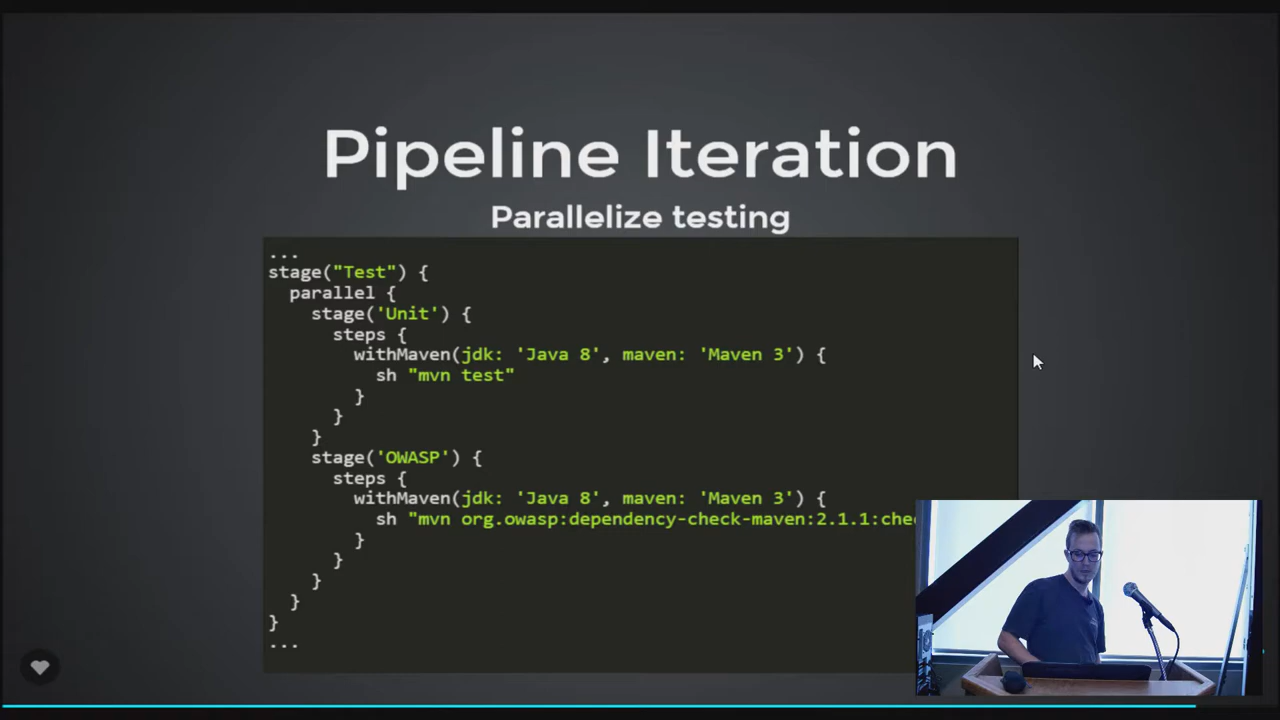 Pipeline Iteration
Parallelize testing
...
stage("Test") {
  parallel {
    stage('Unit') {
      steps {
        withMaven(jdk: 'Java 8', maven: 'Maven 3') {
          sh "mvn test"
        }
      }
    }
    stage('OWASP') {
      steps {
        withMaven(jdk: 'Java 8', maven: 'Maven 3') {
          sh "mvn org.owasp:dependency-check-maven:2.1.1:che
        }
      }
    }
  }
}
...